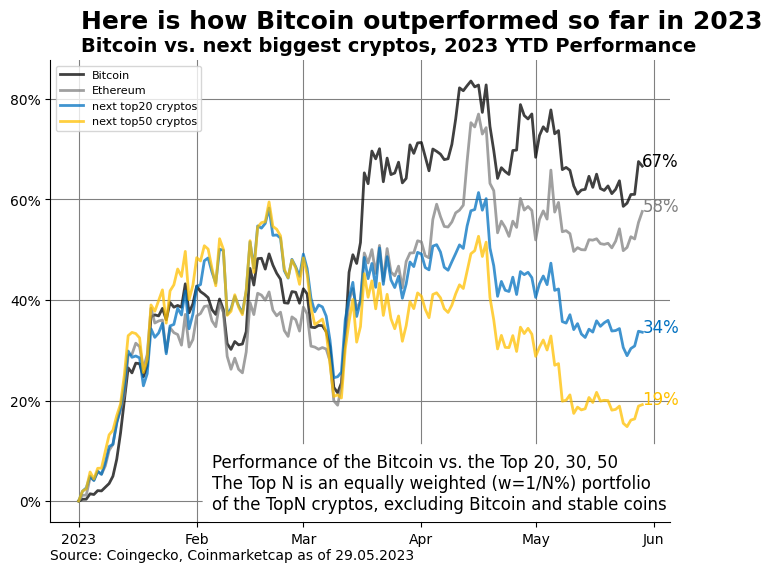 Here is how Bitcoin outperformed so far in 2023
Bitcoin vs. next biggest cryptos, 2023 YTD Performance
Bitcoin
Ethereum
next top20 cryptos
next top50 cryptos
80%
60%
40%
20%
0%
67%
58%
34%
19%
Performance of the Bitcoin vs. the Top 20, 30, 50
The Top N is an equally weighted (w=1/N%) portfolio
of the TopN cryptos, excluding Bitcoin and stable coins
2023 Feb Mar Apr May Jun
Source: Coingecko, Coinmarketcap as of 29.05.2023